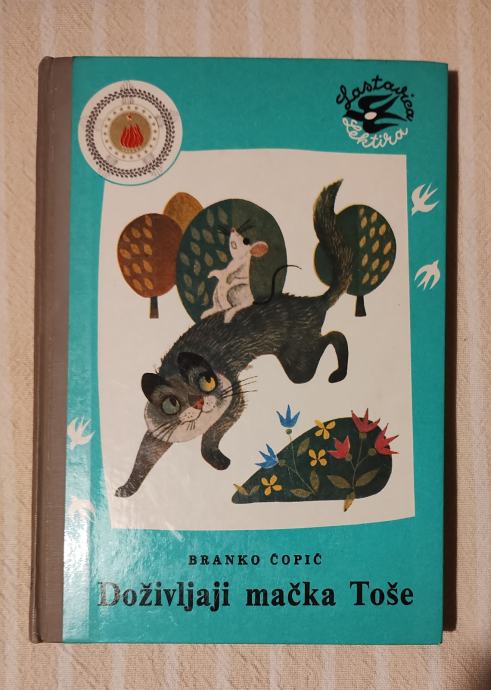 Lastavica
Lektira
BRANKO ĆOPIĆ
Doživljaji mačka Toše